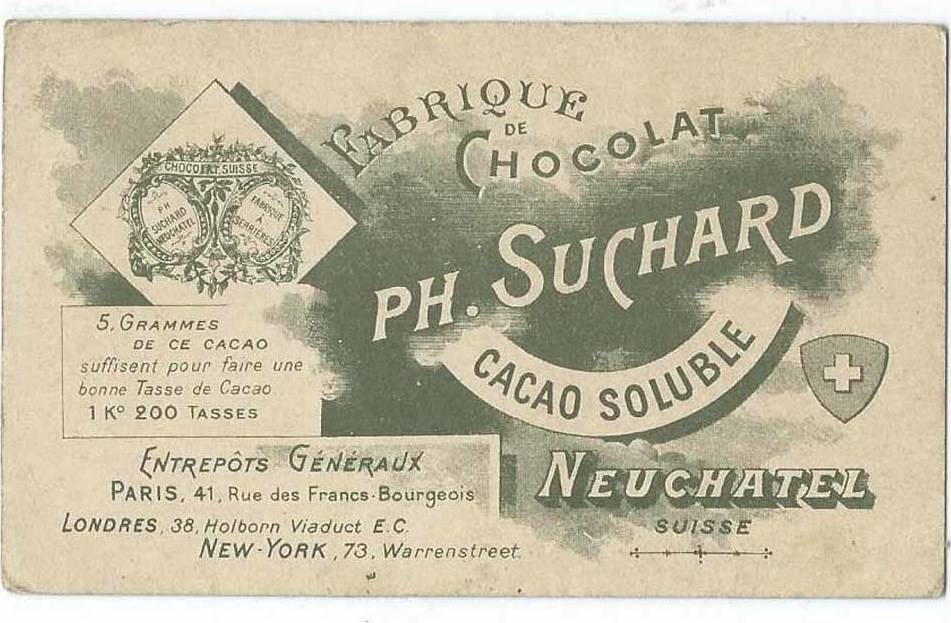 FABRIQUE
DE
CHOCOLAT
PH. SUCHARD
CACAO SOLUBLE
CHOCOLAT SUISSE
PH
SUCHARD
NEUCHATEL
FABRIQUE
À
SERRIÈRES
5, GRAMMES
DE CE CACAO
suffisent pour faire une
bonne Tasse de Cacao
1 Kº 200 TASSES
ENTREPÔTS GÉNÉRAUX
PARIS, 41, Rue des Francs-Bourgeois
LONDRES, 38, Holborn Viaduct E.C.
NEW-YORK, 73, Warrenstreet.
NEUCHATEL
SUISSE